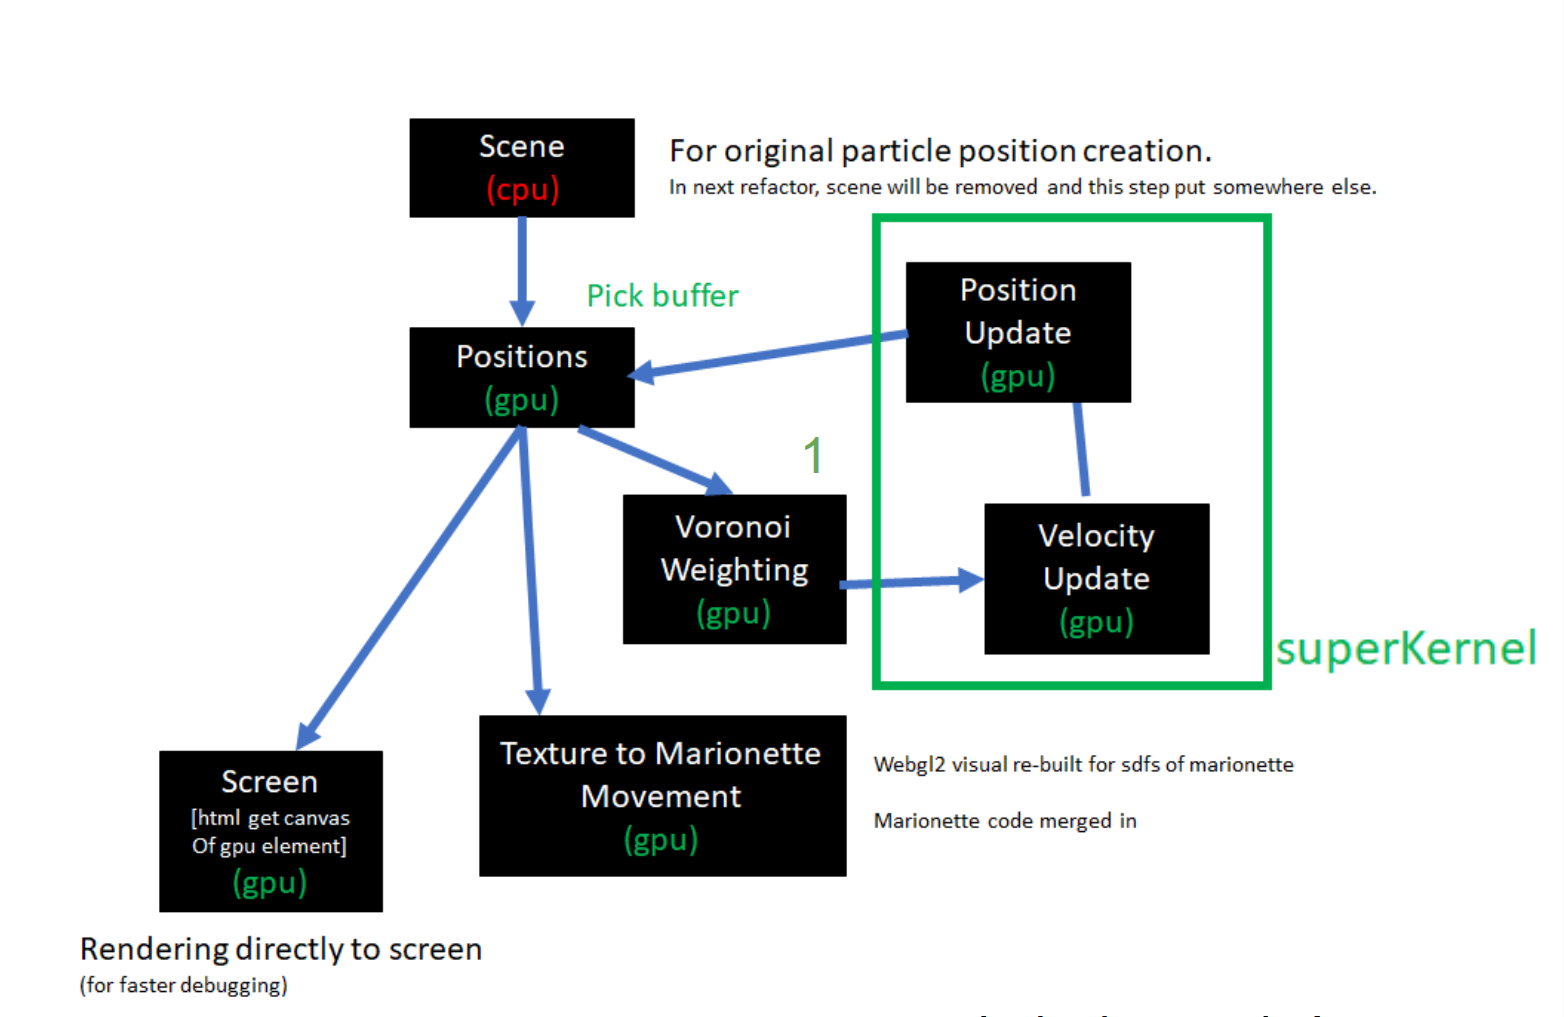 Scene
(cpu)
For original particle position creation.
In next refactor, scene will be removed and this step put somewhere else.
Pick buffer
Position
Update
(gpu)
Positions
(gpu)
1
Voronoi
Weighting
(gpu)
Velocity
Update
(gpu)
superKernel
Texture to Marionette
Movement
(gpu)
Webgl2 visual re-built for sdfs of marionette
Marionette code merged in
Screen
[html get canvas
Of gpu element]
(gpu)
Rendering directly to screen
(for faster debugging)